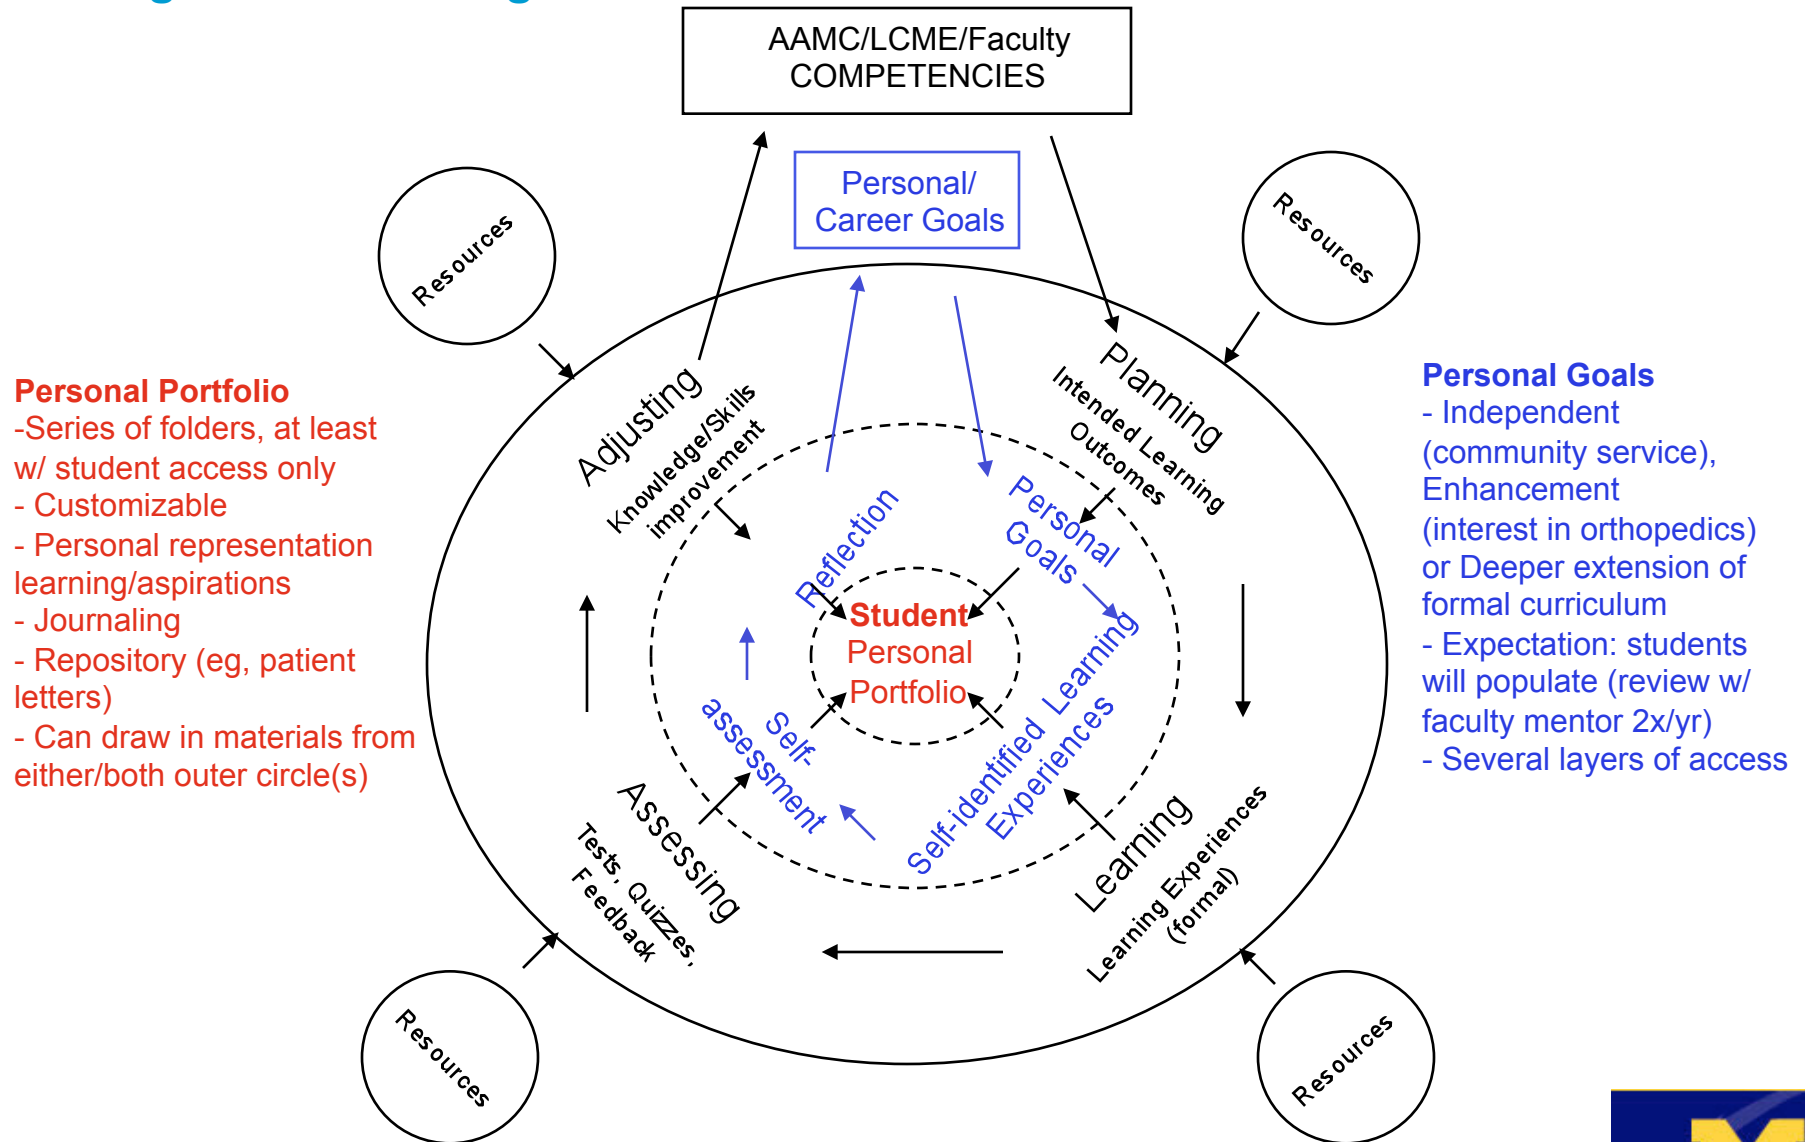 AAMC/LCME/Faculty
COMPETENCIES
Personal/
Career Goals
Resources
Resources
Personal Portfolio
-Series of folders, at least
w/ student access only
- Customizable
- Personal representation
learning/aspirations
- Journaling
- Repository (eg, patient
letters)
- Can draw in materials from
either/both outer circle(s)
Adjusting
Knowledge/Skills
improvement
Planning
Intended Learning
Outcomes
Reflection
Personal
Goals
Student
Personal
Portfolio
Self-
assessment
Self-identified Learning
Experiences
Assessing
Tests, Quizzes,
Feedback
Learning
Learning Experiences
(formal)
Personal Goals
- Independent
(community service),
Enhancement
(interest in orthopedics)
or Deeper extension of
formal curriculum
- Expectation: students
will populate (review w/
faculty mentor 2x/yr)
- Several layers of access
Resources
Resources